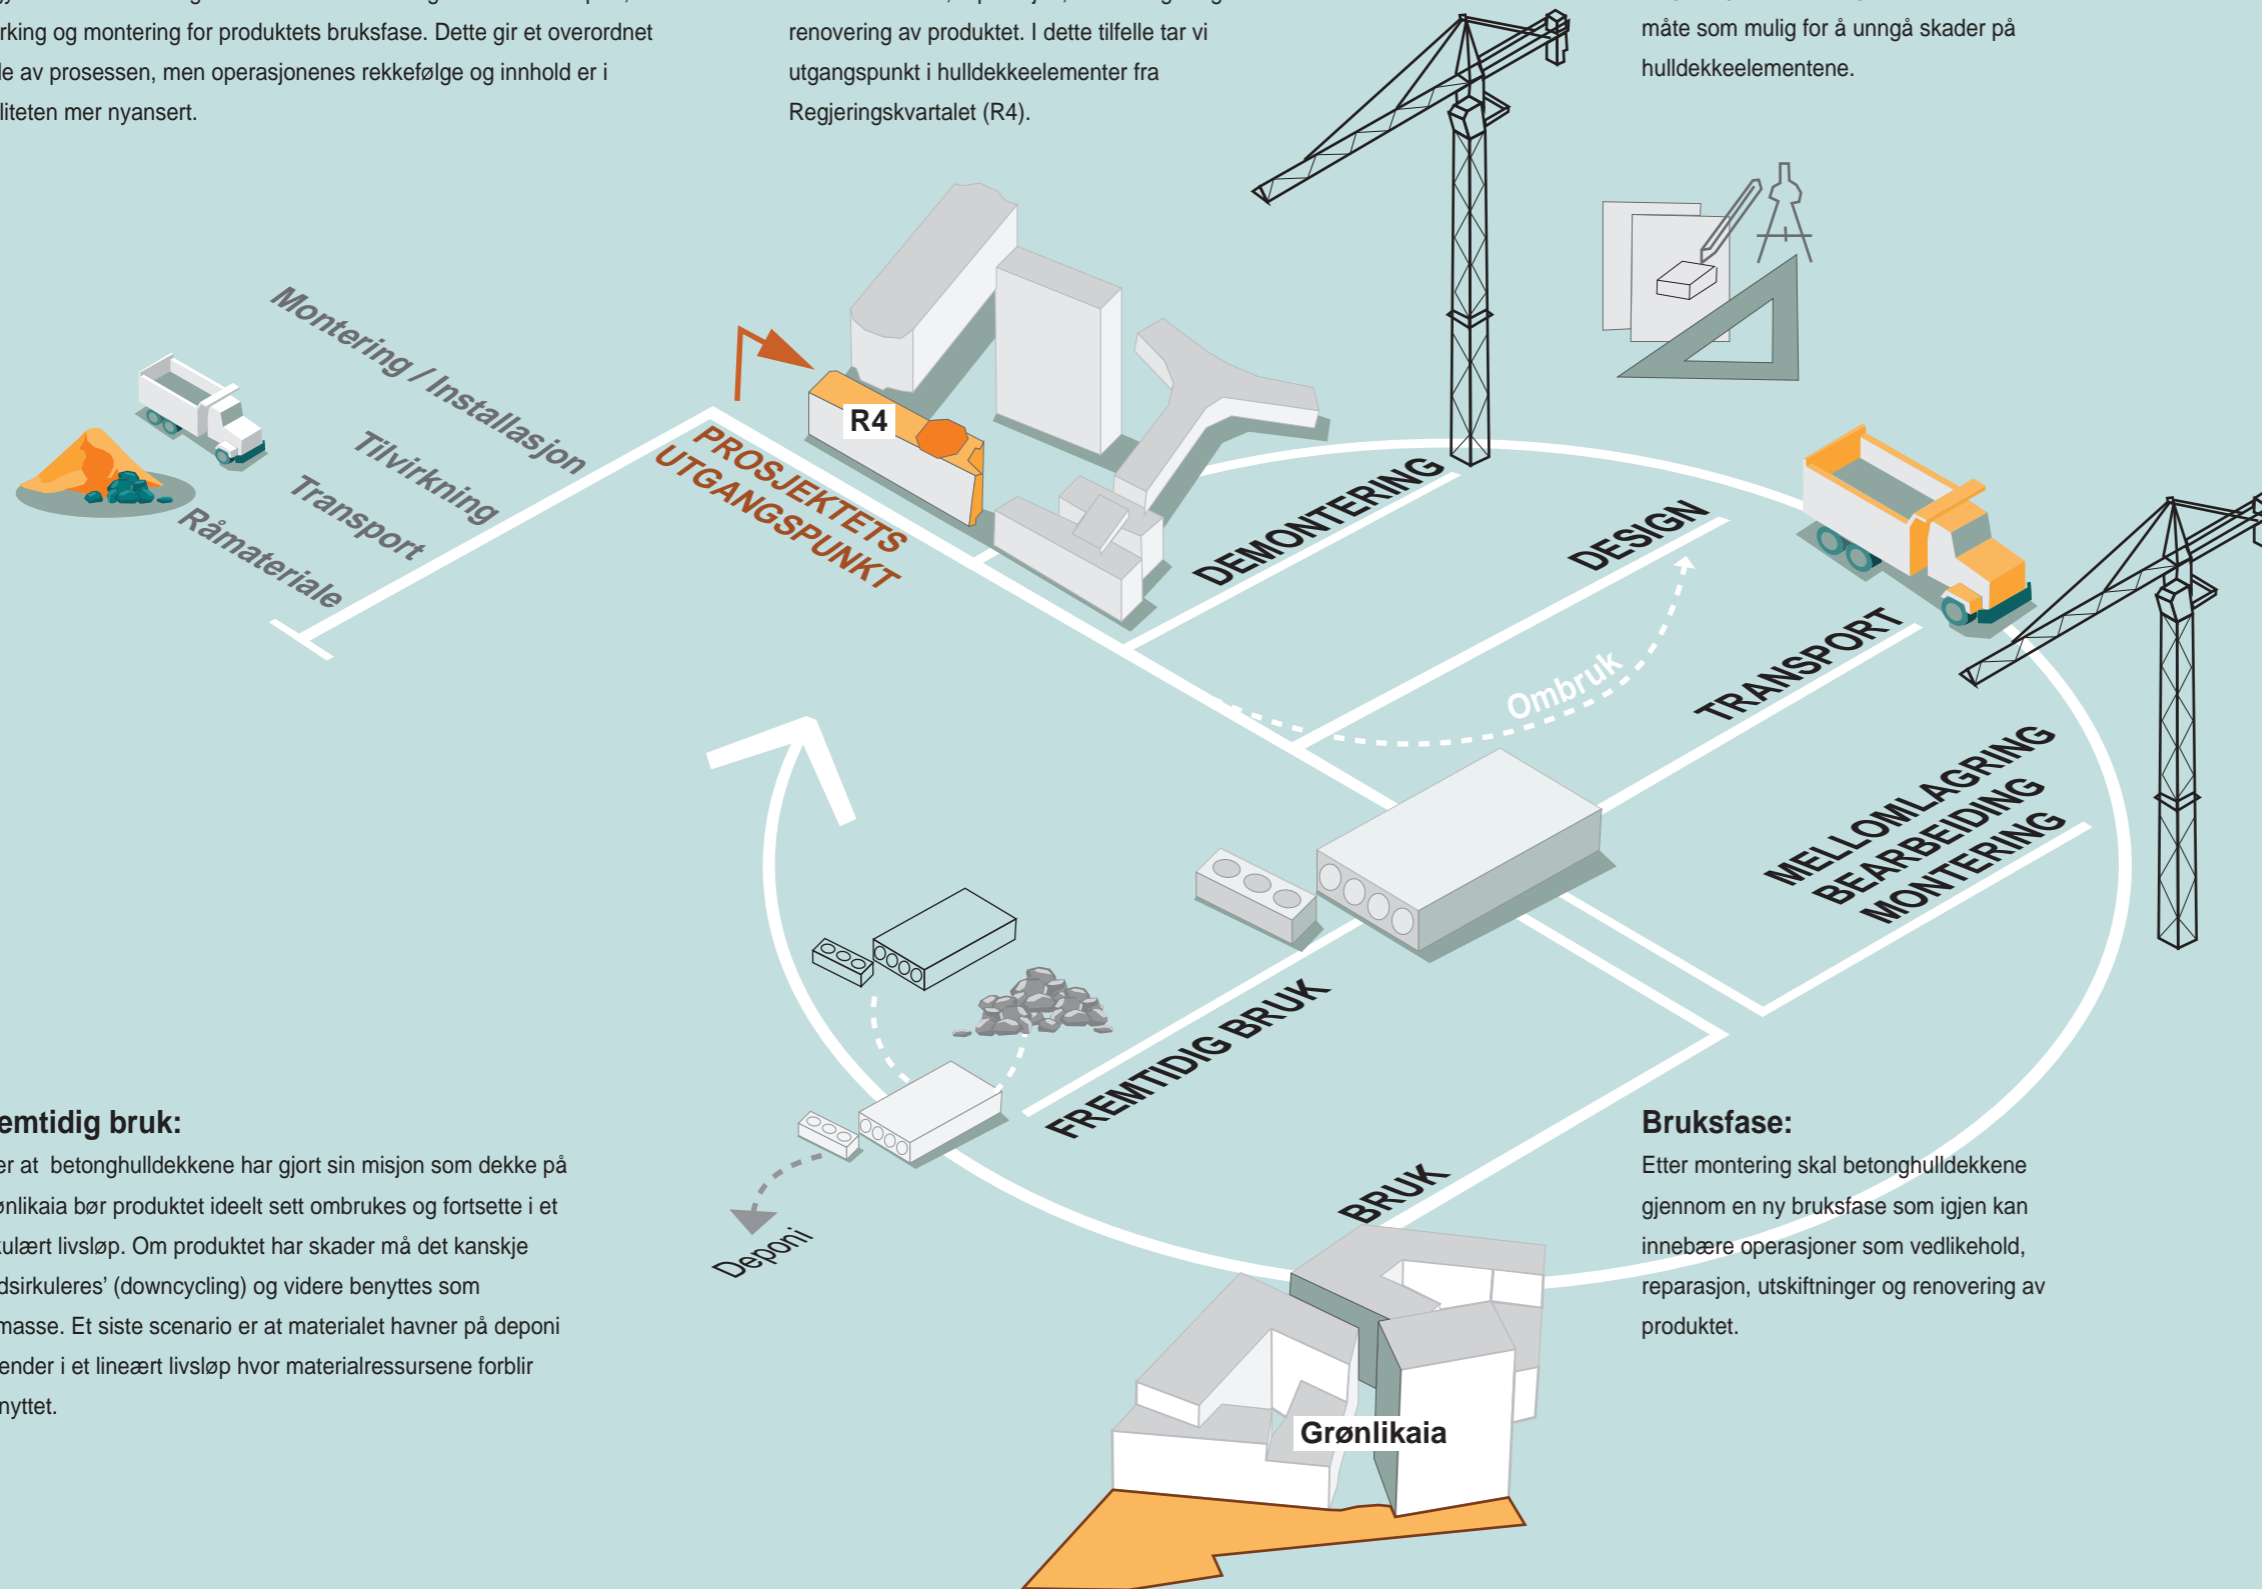 rking og montering for produktets bruksfase. Dette gir et overordnet
le av prosessen, men operasjonenes rekkefølge og innhold er i
liteten mer nyansert.
renovering av produktet. I dette tilfelle tar vi
utgangspunkt i hulldekkeelementer fra
Regjeringskvartalet (R4).
måte som mulig for å unngå skader på
hulldekkeelementene.
Montering / Installasjon
Tilvirkning
Transport
Råmateriale
PROSJEKTETS
UTGANGSPUNKT
R4
DEMONTERING
DESIGN
TRANSPORT
Ombruk
MELLOMLAGRING
BEARBEIDING
MONTERING
FREMTIDIG BRUK
BRUK
Deponi
Grønlikaia
emtidig bruk:
er at betonghulldekkene har gjort sin misjon som dekke på
ønlikaia bør produktet ideelt sett ombrukes og fortsette i et
kulært livsløp. Om produktet har skader må det kanskje
dsirkuleres’ (downcycling) og videre benyttes som
masse. Et siste scenario er at materialet havner på deponi
ender i et lineært livsløp hvor materialressursene forblir
nyttet.
Bruksfase:
Etter montering skal betonghulldekkene
gjennom en ny bruksfase som igjen kan
innebære operasjoner som vedlikehold,
reparasjon, utskiftninger og renovering av
produktet.